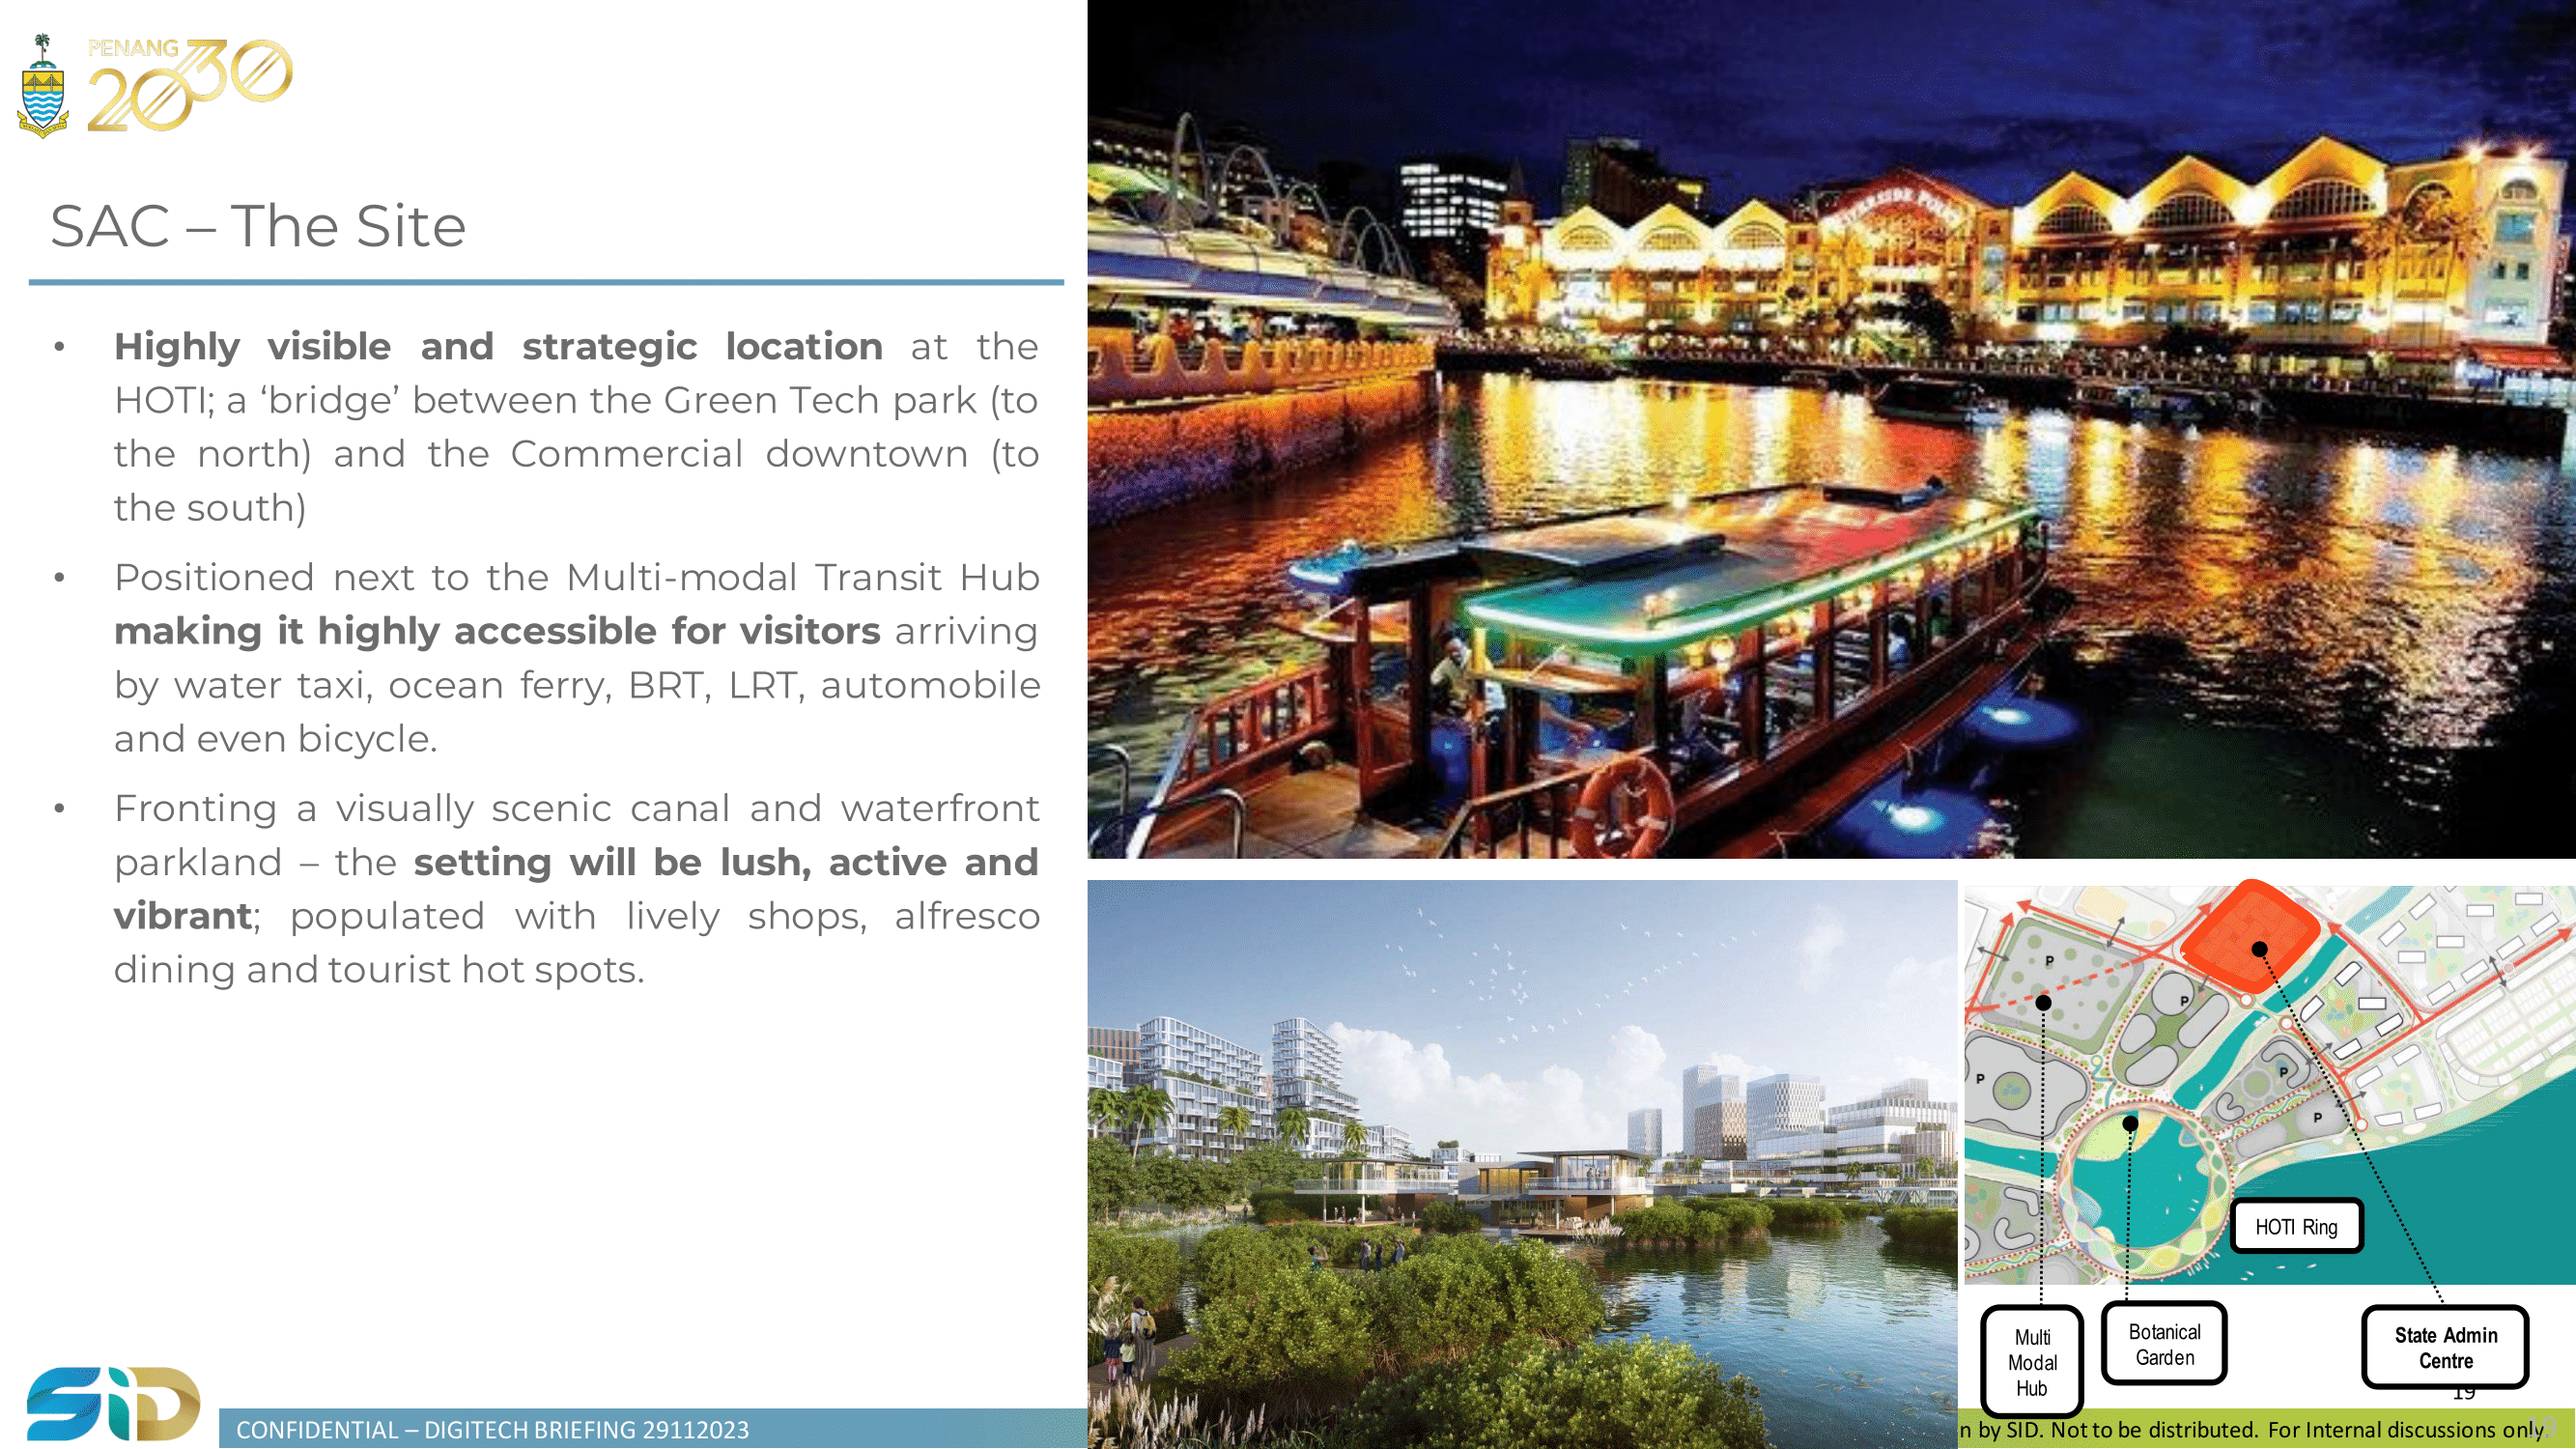 PENANG
2030
SAC – The Site
• Highly visible and strategic location at the
HOTI; a ‘bridge’ between the Green Tech park (to
the north) and the Commercial downtown (to
the south)
• Positioned next to the Multi-modal Transit Hub
making it highly accessible for visitors arriving
by water taxi, ocean ferry, BRT, LRT, automobile
and even bicycle.
• Fronting a visually scenic canal and waterfront
parkland – the setting will be lush, active and
vibrant; populated with lively shops, alfresco
dining and tourist hot spots.
RIVERSIDE POINT
P
P
P
P
P
HOTI Ring
Multi
Modal
Hub
Botanical
Garden
State Admin
Centre
19
SiD
CONFIDENTIAL – DIGITECH BRIEFING 29112023
n by SID. Not to be distributed. For Internal discussions only.
19